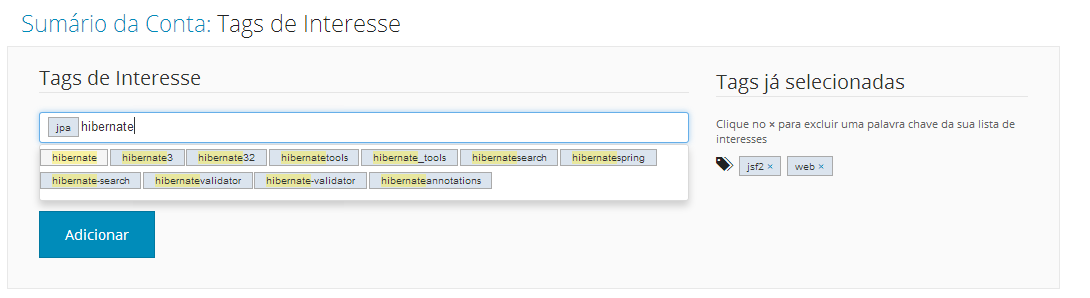 Sumário da Conta: Tags de Interesse
Tags de Interesse
jpa hibernate
hibernate hibernate3 hibernate32 hibernatetools hibernate_tools hibernatesearch hibernatespring
hibernate-search hibernatevalidator hibernate-validator hibernateannotations
Adicionar
Tags já selecionadas
Clique no × para excluir uma palavra chave da sua lista de
interesses
jsf2 × web ×